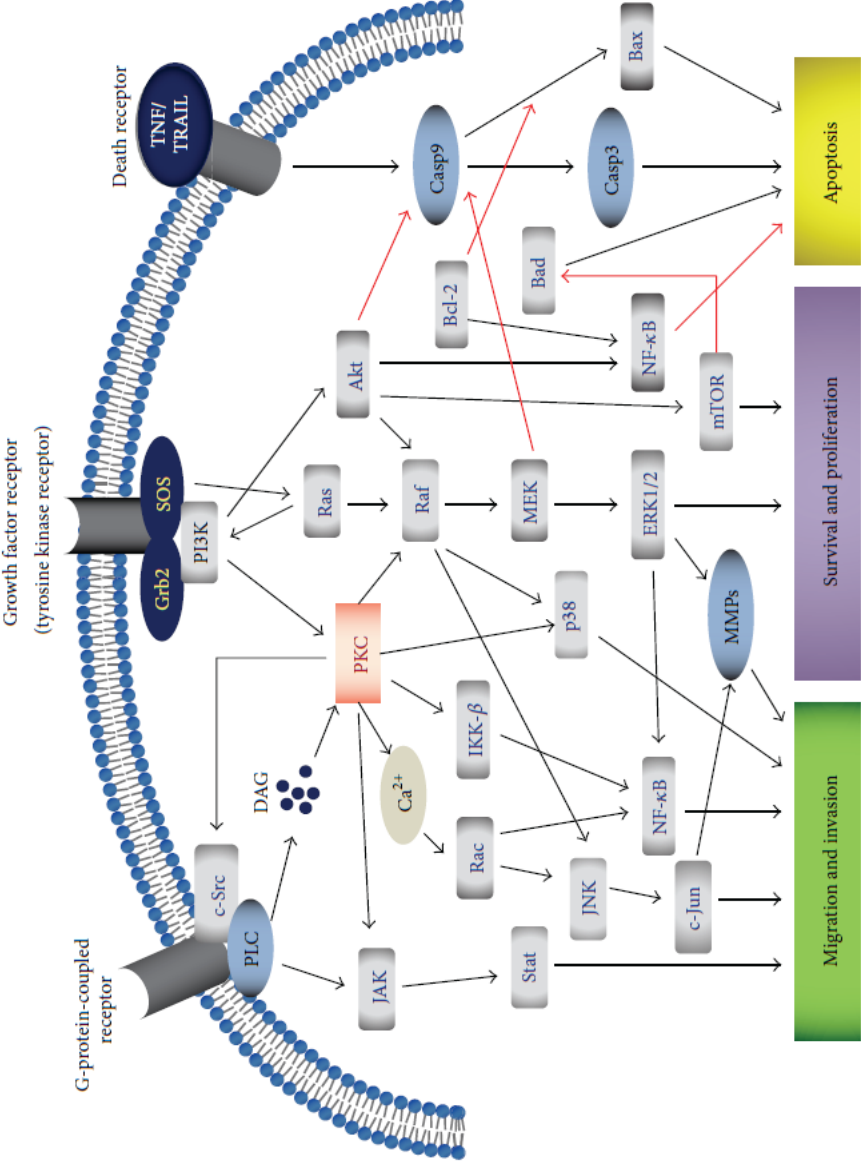 Growth factor receptor
(tyrosine kinase receptor)
G-protein-coupled
receptor
Death receptor
TNF/
TRAIL
Grb2
SOS
PI3K
c-Src
PLC
DAG
PKC
Ras
Akt
JAK
Ca²⁺
Raf
Casp9
Rac
IKK-β
Bcl-2
Stat
MEK
Bad
JNK
p38
Casp3
Bax
NF-κB
ERK1/2
NF-κB
c-Jun
MMPs
mTOR
Migration and invasion
Survival and proliferation
Apoptosis